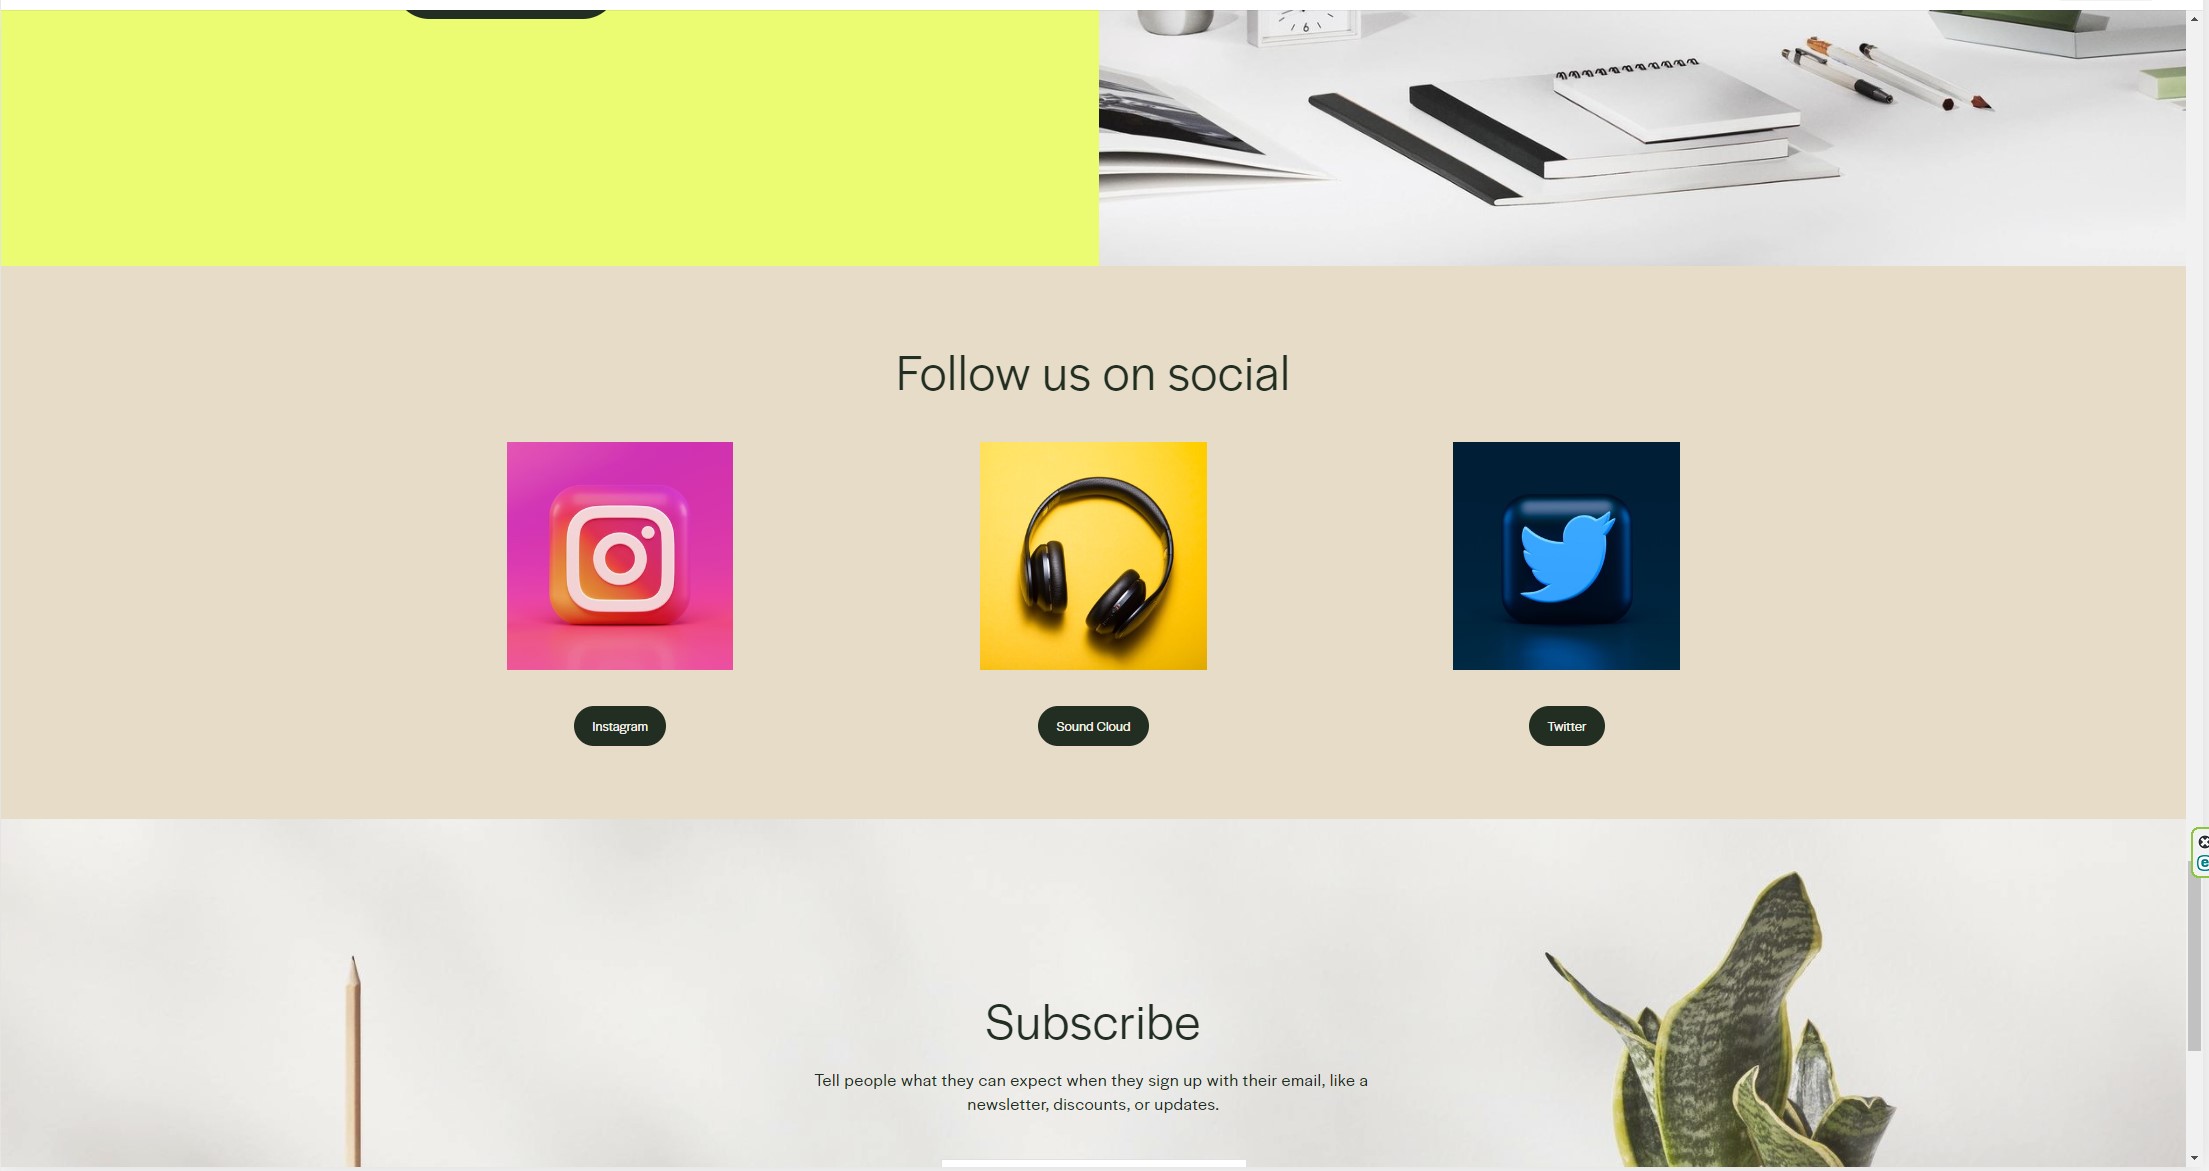 6
Follow us on social
Instagram
Sound Cloud
Twitter
Subscribe
Tell people what they can expect when they sign up with their email, like a
newsletter, discounts, or updates.